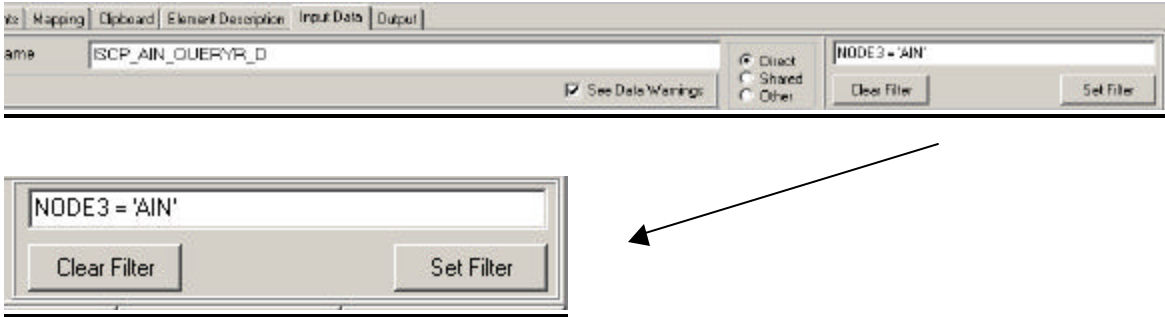 Mapping Clipboard Element Description Input Data Output
ame ISCP_AIN_QUERYR_D Direct NODE3 = 'AIN'
See Data Warnings Shared Clear Filter Set Filter
Other
NODE3 = 'AIN'
Clear Filter Set Filter